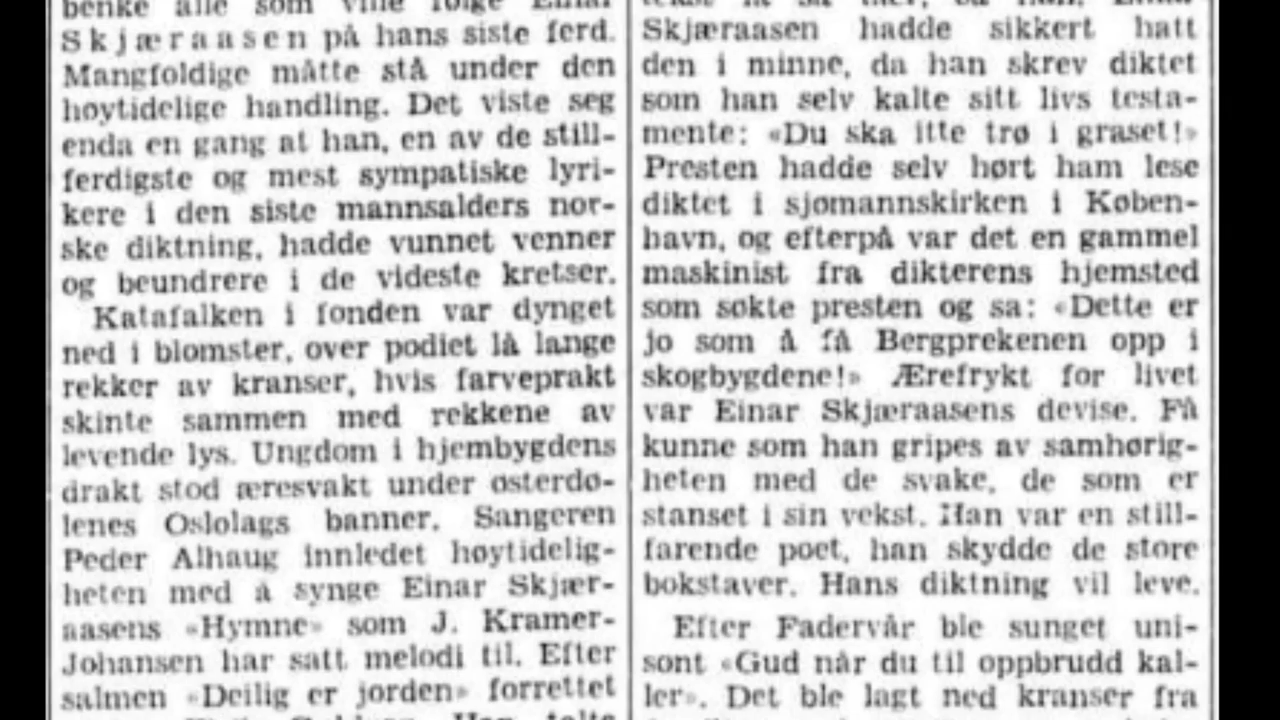 benke alle som ville følge Einar
Skjæraasen på hans siste ferd.
Mangfoldige måtte stå under den
høytidelige handling. Det viste seg
enda en gang at han, en av de still-
ferdigste og mest sympatiske lyri-
kere i den siste mannsalders nor-
ske diktning, hadde vunnet venner
og beundrere i de videste kretser.
Katafalken i fonden var dynget
ned i blomster, over podiet lå lange
rekker av kranser, hvis farveprakt
skinte sammen med rekkene av
levende lys. Ungdom i hjembygdens
drakt stod æresvakt under østerdø-
lenes Oslolags banner. Sangeren
Peder Alhaug innledet høytidelig-
heten med å synge Einar Skjær-
aasens «Hymne» som J. Kramer-
Johansen har satt melodi til. Efter
salmen «Deilig er jorden» forrettet
Han talte
Skjæraasen hadde sikkert hatt
den i minne, da han skrev diktet
som han selv kalte sitt livs testa-
mente: «Du ska itte trø i graset!»
Presten hadde selv hørt ham lese
diktet i sjømannskirken i Køben-
havn, og efterpå var det en gammel
maskinist fra dikterens hjemsted
som søkte presten og sa: «Dette er
jo som å få Bergprekenen opp i
skogbygdene!» Ærefrykt for livet
var Einar Skjæraasens devise. Få
kunne som han gripes av samhørig-
heten med de svake, de som er
stanset i sin vekst. Han var en still-
farende poet, han skydde de store
bokstaver. Hans diktning vil leve.
Efter Fadervår ble sunget uni-
sont «Gud når du til oppbrudd kal-
ler». Det ble lagt ned kranser fra